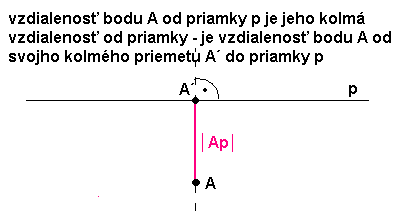 vzdialenosť bodu A od priamky p je jeho kolmá
vzdialenosť od priamky - je vzdialenosť bodu A od
svojho kolmého priemetu A´ do priamky p
A´
p
|Ap|
A